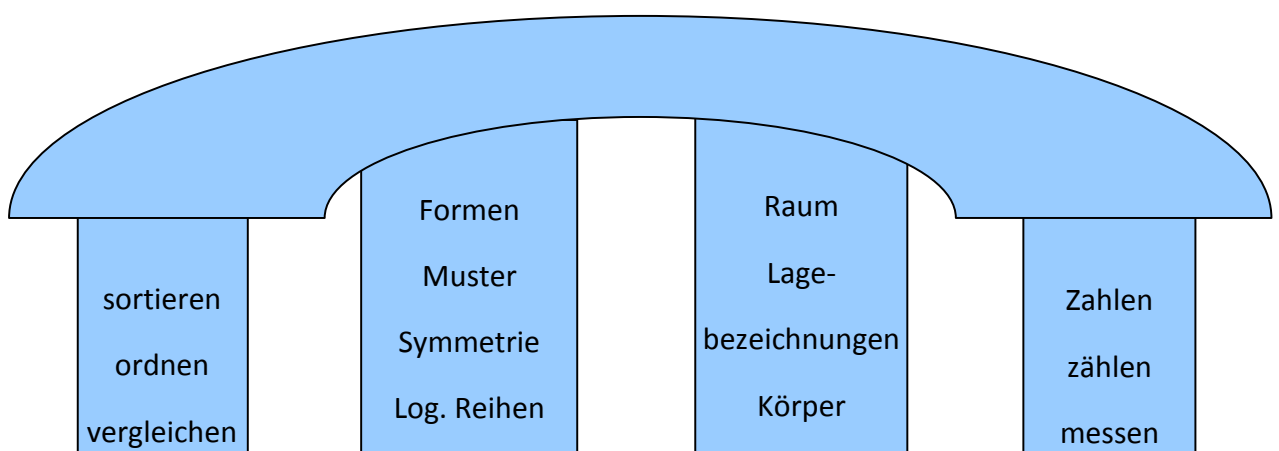 sortieren
ordnen
vergleichen
Formen
Muster
Symmetrie
Log. Reihen
Raum
Lage-
bezeichnungen
Körper
Zahlen
zählen
messen